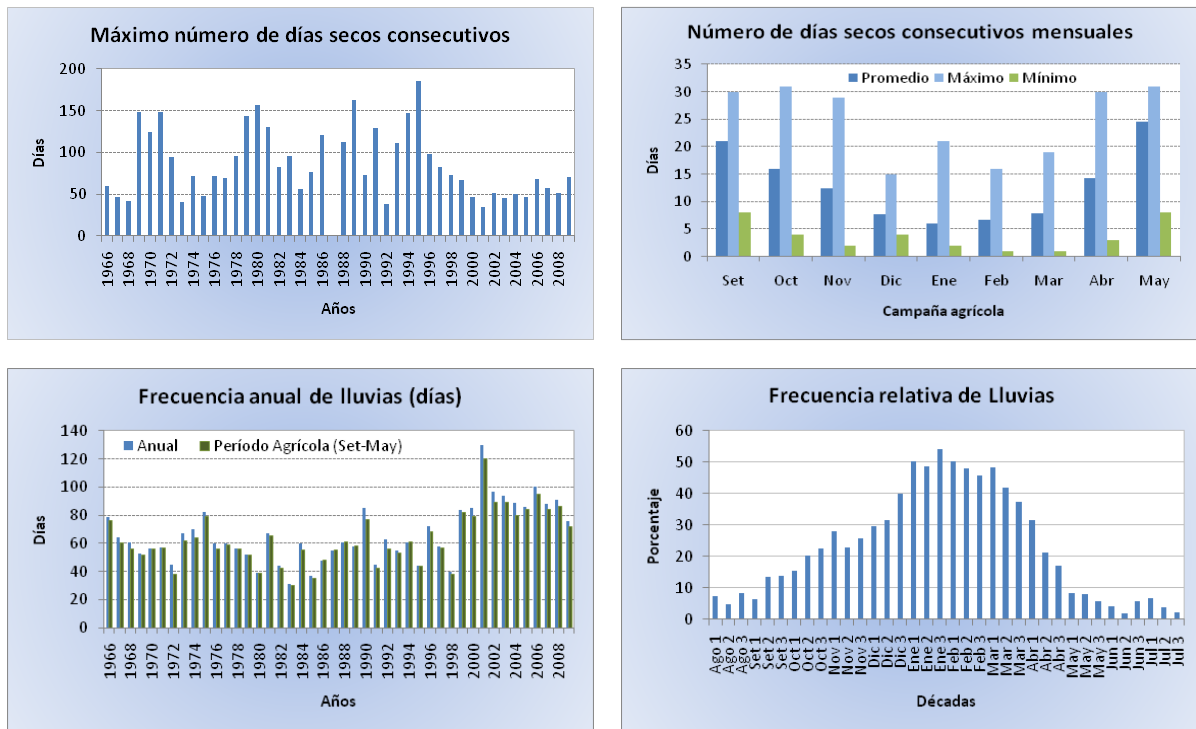 Máximo número de días secos consecutivos
200
150
100
50
0
Días
1966 1968 1970 1972 1974 1976 1978 1980 1982 1984 1986 1988 1990 1992 1994 1996 1998 2000 2002 2004 2006 2008
Años
Número de días secos consecutivos mensuales
Promedio Máximo Mínimo
35
30
25
20
15
10
5
0
Días
Set Oct Nov Dic Ene Feb Mar Abr May
Campaña agrícola
Frecuencia anual de lluvias (días)
Anual Período Agrícola (Set-May)
140
120
100
80
60
40
20
0
Días
1966 1968 1970 1972 1974 1976 1978 1980 1982 1984 1986 1988 1990 1992 1994 1996 1998 2000 2002 2004 2006 2008
Años
Frecuencia relativa de Lluvias
60
50
40
30
20
10
0
Porcentaje
Ago 1 Ago 2 Ago 3 Set 1 Set 2 Set 3 Oct 1 Oct 2 Oct 3 Nov 1 Nov 2 Nov 3 Dic 1 Dic 2 Dic 3 Ene 1 Ene 2 Ene 3 Feb 1 Feb 2 Feb 3 Mar 1 Mar 2 Mar 3 Abr 1 Abr 2 Abr 3 May 1 May 2 May 3 Jun 1 Jun 2 Jun 3 Jul 1 Jul 2 Jul 3
Décadas